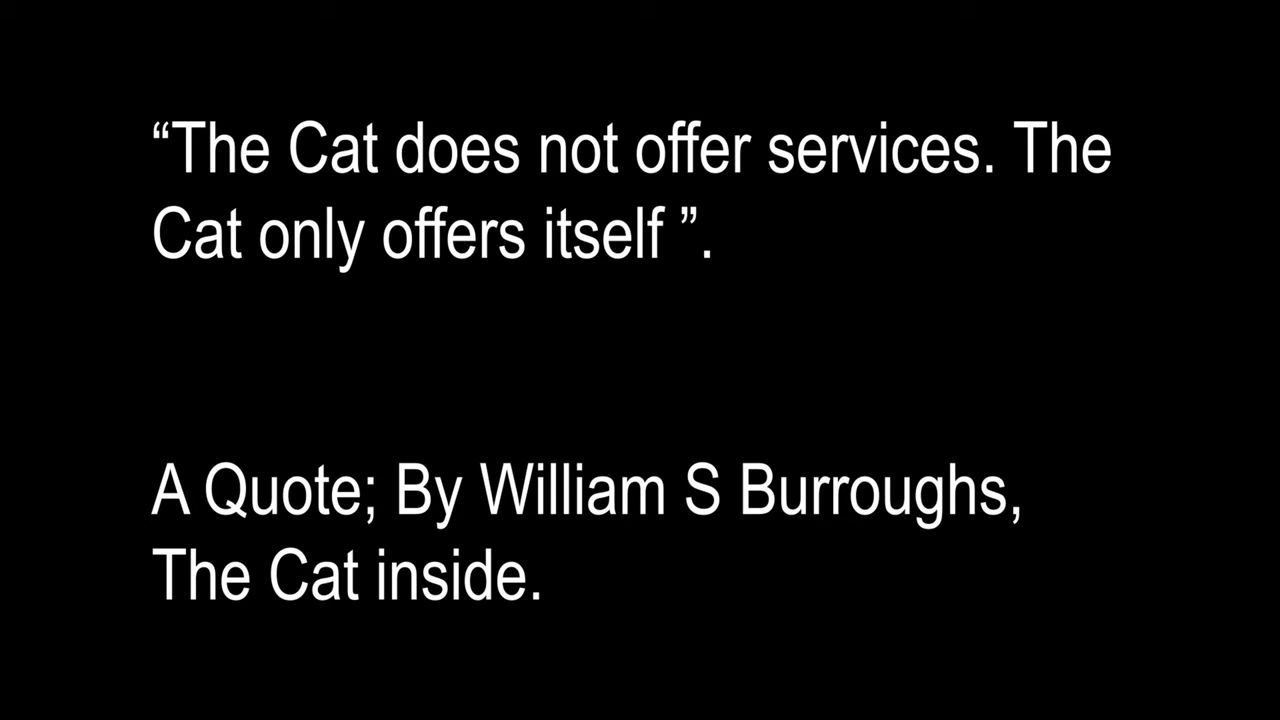 “The Cat does not offer services. The
Cat only offers itself ”.
A Quote; By William S Burroughs,
The Cat inside.